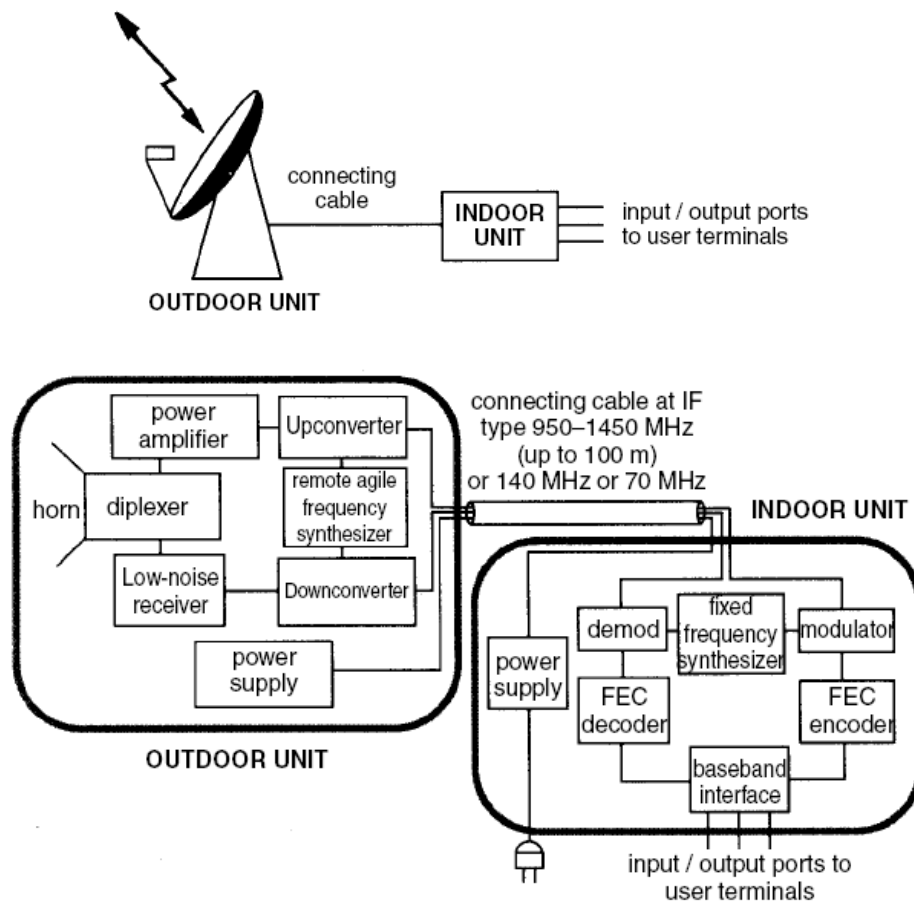 connecting
cable
INDOOR
UNIT
input / output ports
to user terminals
OUTDOOR UNIT
connecting cable at IF
type 950–1450 MHz
(up to 100 m)
or 140 MHz or 70 MHz
power
amplifier
Upconverter
horn
diplexer
remote agile
frequency
synthesizer
Low-noise
receiver
Downconverter
power
supply
OUTDOOR UNIT
INDOOR UNIT
power
supply
demod
fixed
frequency
synthesizer
modulator
FEC
decoder
FEC
encoder
baseband
interface
input / output ports to
user terminals